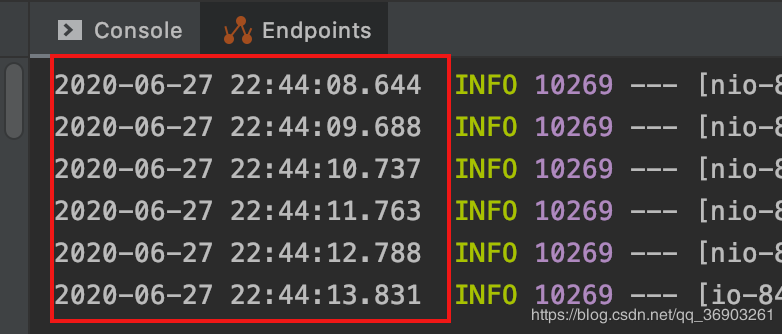 Console Endpoints
2020-06-27 22:44:08.644 INFO 10269 --- [nio-8
2020-06-27 22:44:09.688 INFO 10269 --- [nio-8
2020-06-27 22:44:10.737 INFO 10269 --- [nio-8
2020-06-27 22:44:11.763 INFO 10269 --- [nio-8
2020-06-27 22:44:12.788 INFO 10269 --- [nio-8
2020-06-27 22:44:13.831 INFO 10269 --- [io-84
https://blog.csdn.net/qq_36903261